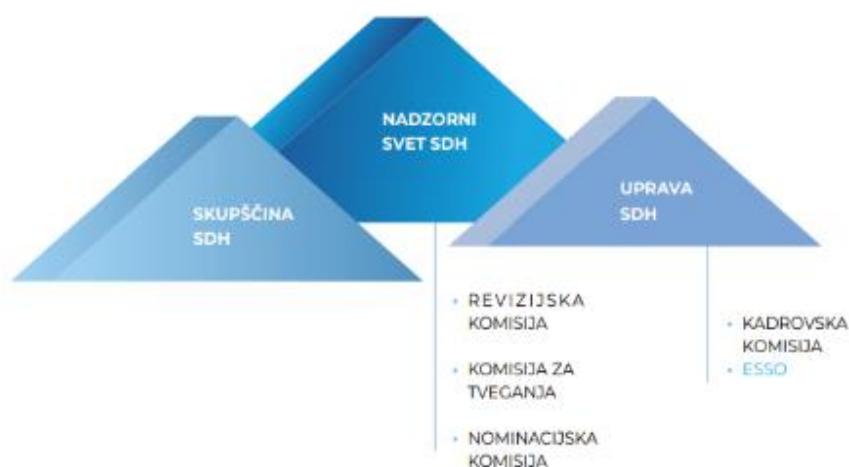 NADZORNI
SVET SDH
SKUPŠČINA
SDH
UPRAVA
SDH
• REVIZIJSKA
KOMISIJA
• KOMISIJA ZA
TVEGANJA
• NOMINACIJSKA
KOMISIJA
• KADROVSKA
KOMISIJA
• ESSO